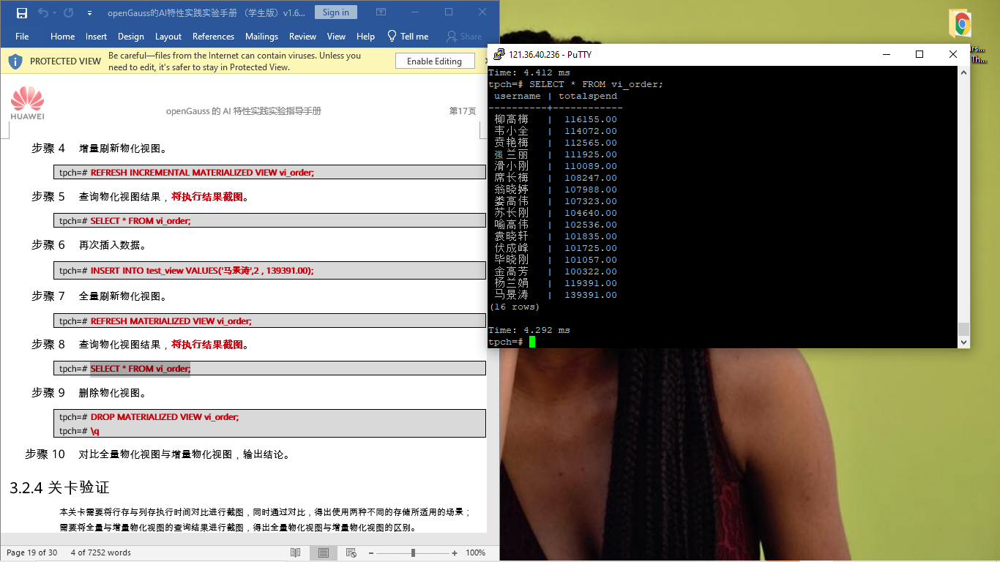 openGauss的AI特性实践实验手册 （学生版）v1.6...
Sign in
File Home Insert Design Layout References Mailings Review View Help Tell me Share
PROTECTED VIEW
Be careful—files from the Internet can contain viruses. Unless you
need to edit, it's safer to stay in Protected View.
Enable Editing
HUAWEI
openGauss 的 AI 特性实践实验指导手册
第17页
步骤 4 增量刷新物化视图。
tpch=# REFRESH INCREMENTAL MATERIALIZED VIEW vi_order;
步骤 5 查询物化视图结果，将执行结果截图。
tpch=# SELECT * FROM vi_order;
步骤 6 再次插入数据。
tpch=# INSERT INTO test_view VALUES('马景涛',2 , 139391.00);
步骤 7 全量刷新物化视图。
tpch=# REFRESH MATERIALIZED VIEW vi_order;
步骤 8 查询物化视图结果，将执行结果截图。
tpch=# SELECT * FROM vi_order;
步骤 9 删除物化视图。
tpch=# DROP MATERIALIZED VIEW vi_order;
tpch=# \q
步骤 10 对比全量物化视图与增量物化视图，输出结论。
3.2.4 关卡验证
本关卡需要将行存与列存执行时间对比进行截图，同时通过对比，得出使用两种不同的存储所适用的场景；
需要将全量与增量物化视图的查询结果进行截图，得出全量物化视图与增量物化视图的区别。
Page 19 of 30 4 of 7252 words
100%
121.36.40.236 - PuTTY
Time: 4.412 ms
tpch=# SELECT * FROM vi_order;
username | totalspend
----------+------------
柳高梅 | 116155.00
韦小全 | 114072.00
贲艳梅 | 112565.00
强兰丽 | 111925.00
滑小刚 | 110089.00
席长梅 | 108247.00
翁晓婷 | 107988.00
娄高伟 | 107323.00
苏长刚 | 104640.00
喻高伟 | 102536.00
袁晓轩 | 101835.00
伏成峰 | 101725.00
毕晓刚 | 101057.00
金高芳 | 100322.00
杨兰娟 | 119391.00
马景涛 | 139391.00
(16 rows)
Time: 4.292 ms
tpch=#